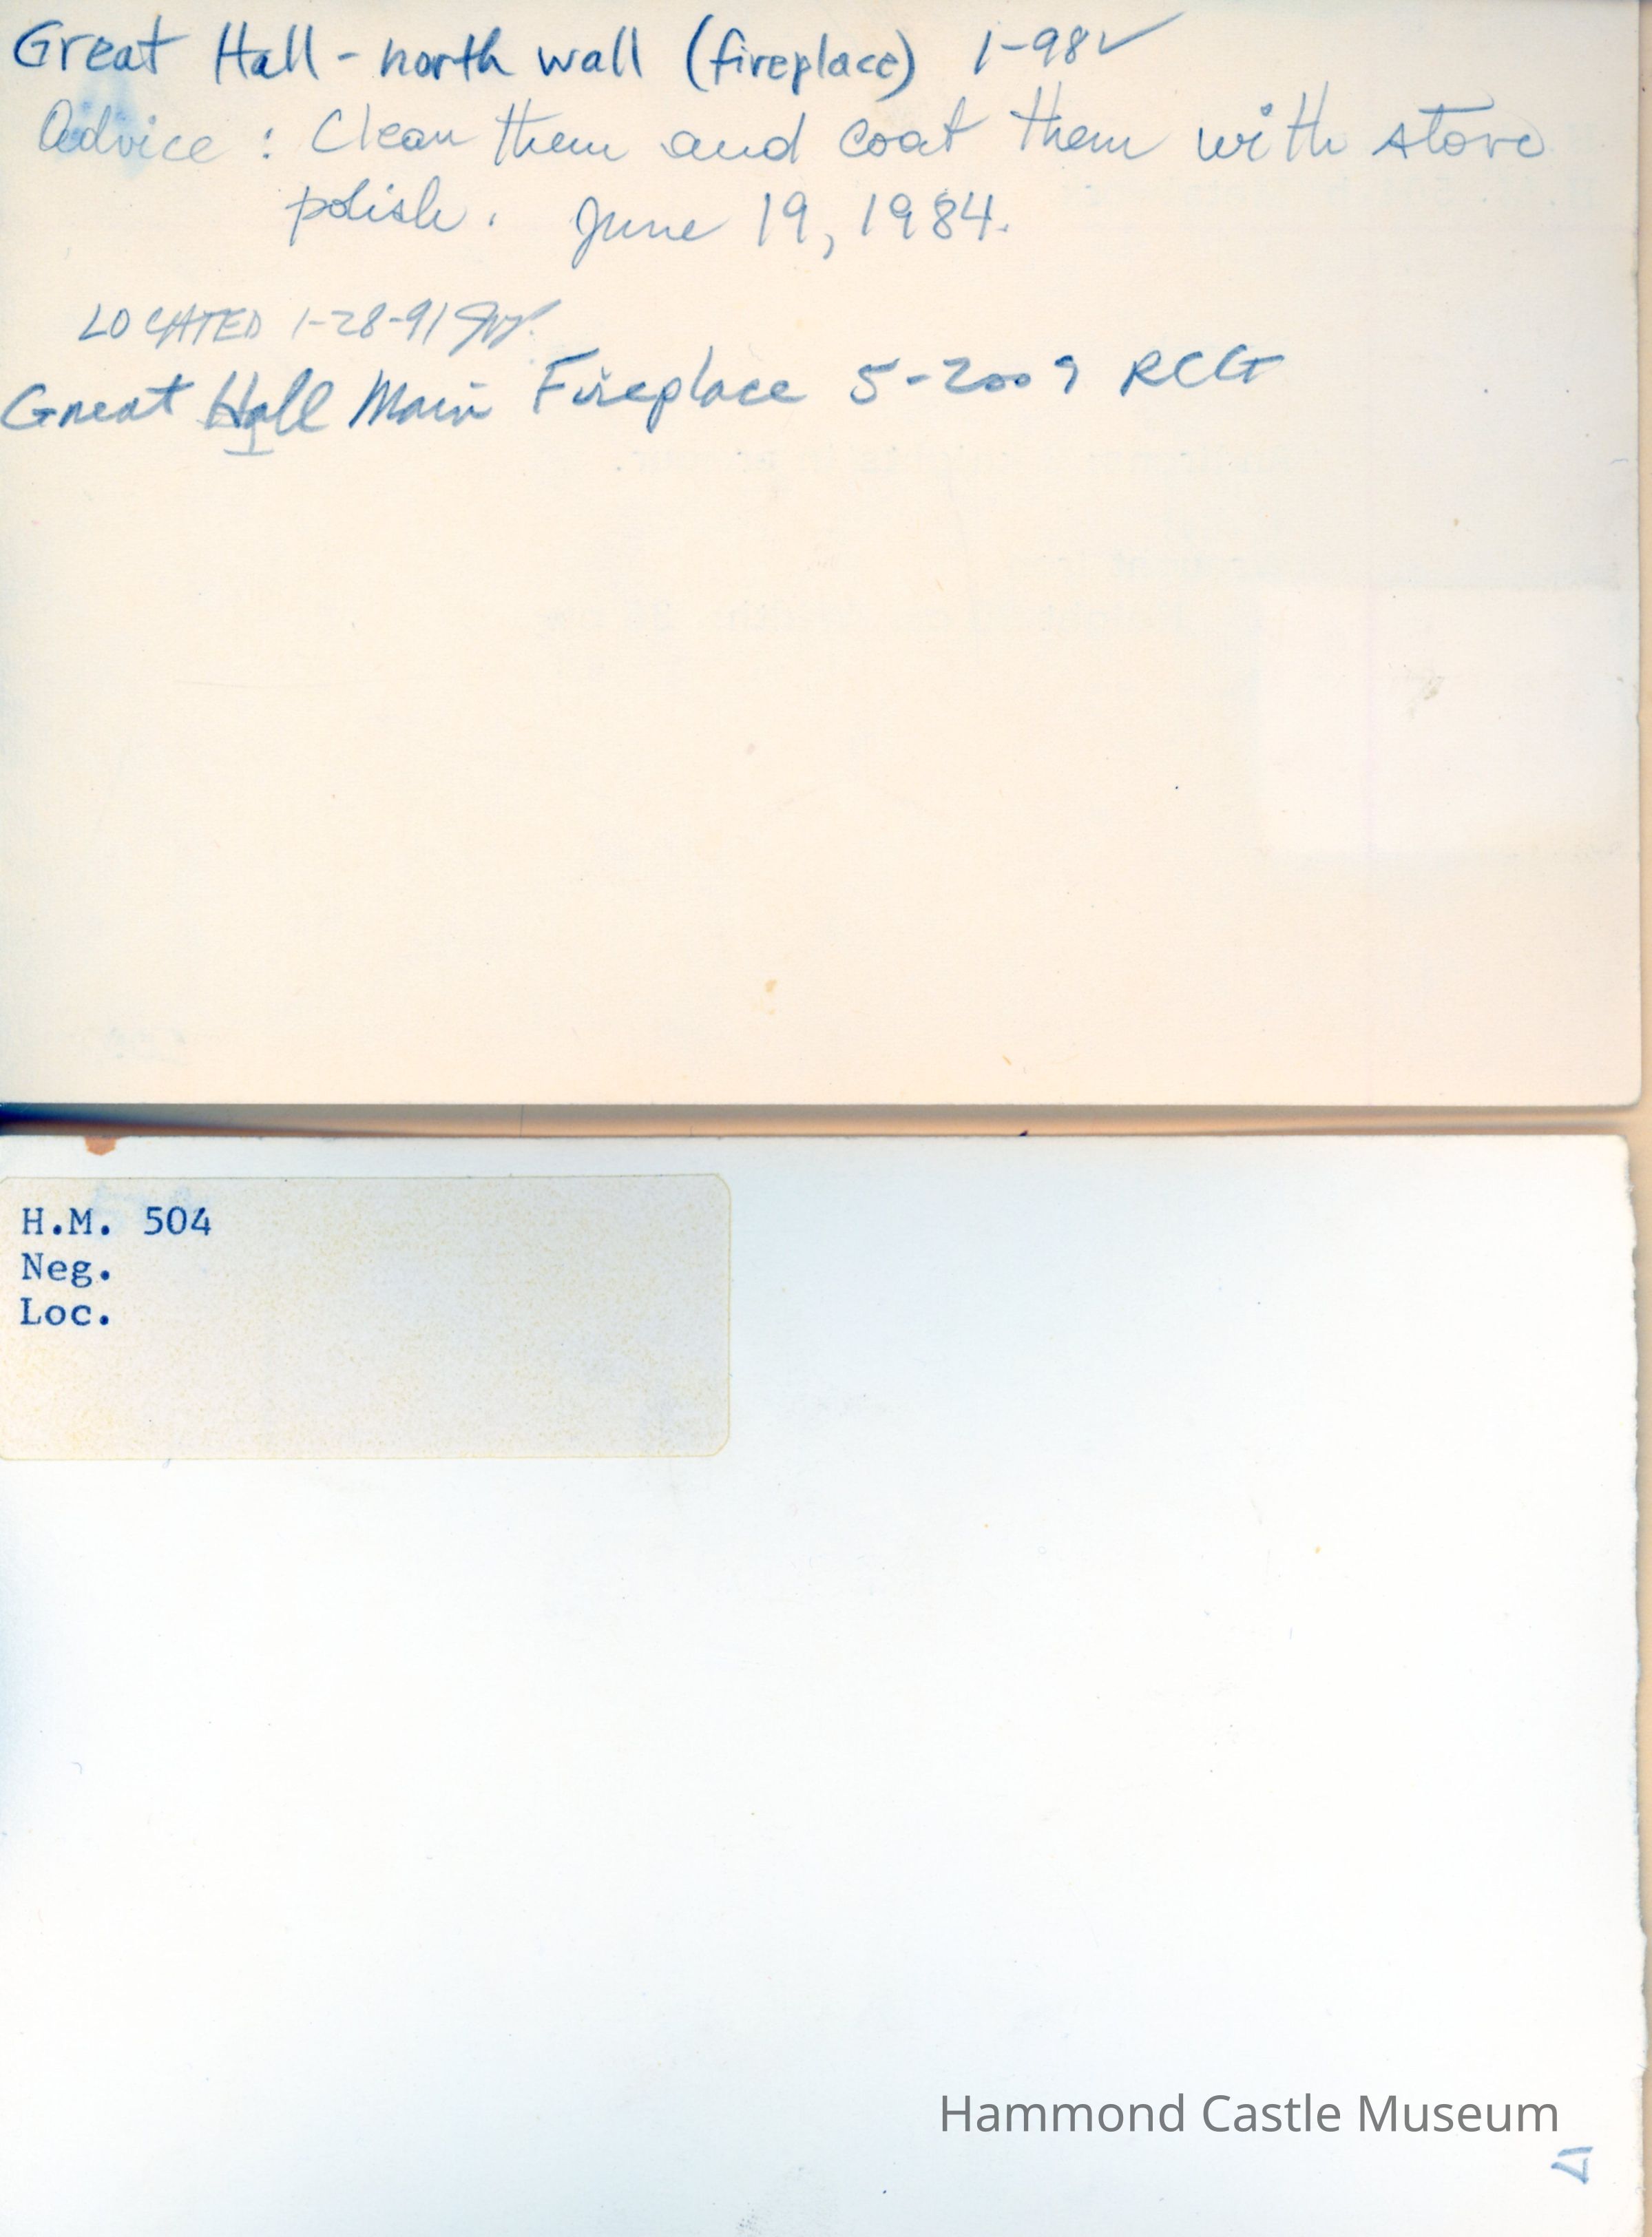 Great Hall - north wall (fireplace) 1-98 ✓
Advice : Clean them and coat them with stove
polish. June 19, 1984.
LOCATED 1-28-91
Great Hall Main Fireplace 5-2009 RCG
H.M. 504
Neg.
Loc.
Hammond Castle Museum